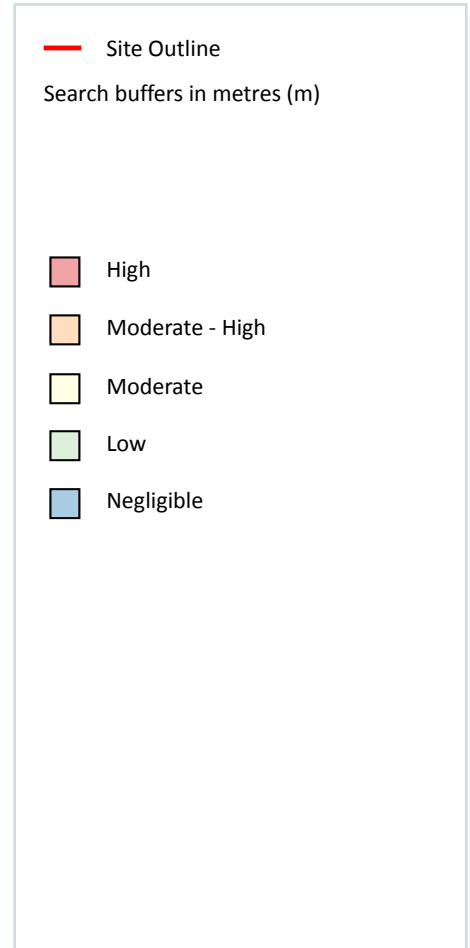 Site Outline
Search buffers in metres (m)
High
Moderate - High
Moderate
Low
Negligible